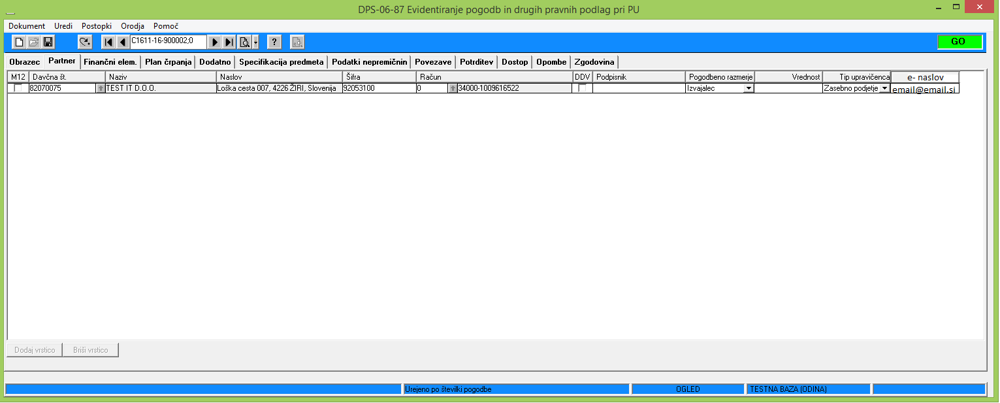 DPS-06-87 Evidentiranje pogodb in drugih pravnih podlag pri PU
Dokument Uredi Postopki Orodja Pomoč
C1611-16-900002;0 ? GO
Obrazec Partner Finančni elem. Plan črpanja Dodatno Specifikacija predmeta Podatki nepremičnin Povezave Potrditev Dostop Opombe Zgodovina
M12 Davčna št. Naziv Naslov Šifra Račun DDV Podpisnik Pogodbeno razmerje Vrednost Tip upravičenca e- naslov
82070075 TEST IT D.O.O. Loška cesta 007, 4226 ŽIRI, Slovenija 92053100 0 34000-1009616522 Izvajalec Zasebno podjetje email@email.si
Dodaj vrstico Briši vrstico
Urejeno po številki pogodbe OGLED TESTNA BAZA (ODINA)